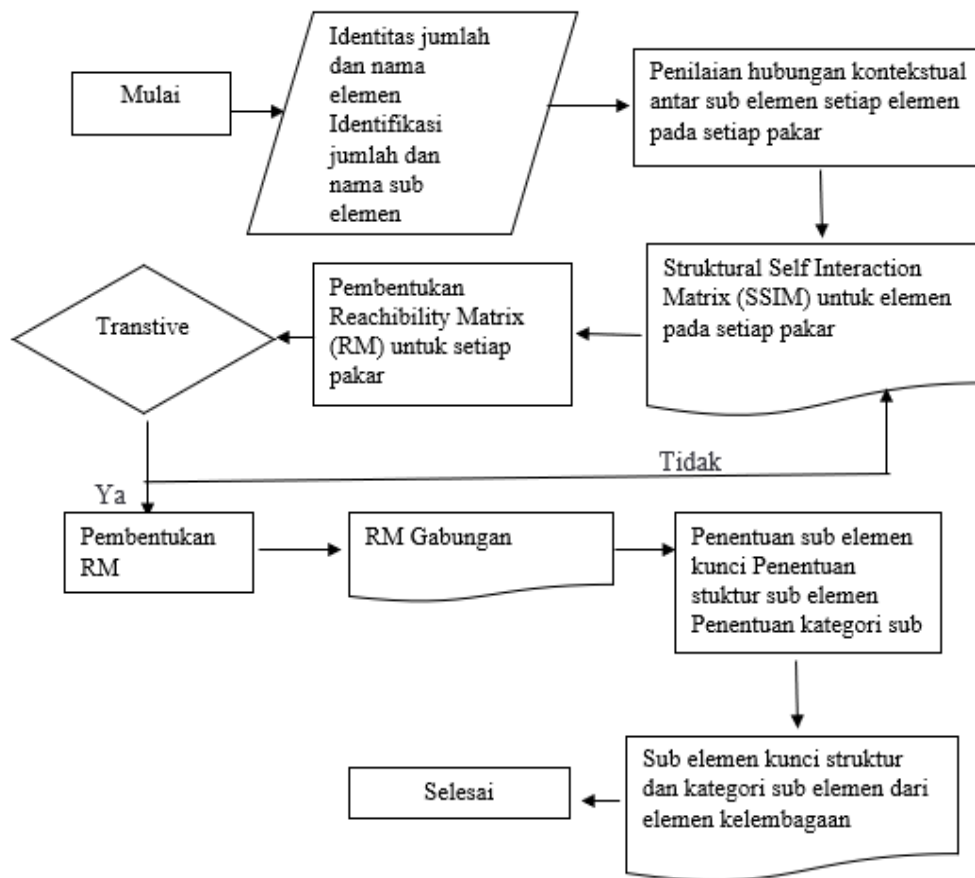 Mulai
Identitas jumlah
dan nama
elemen
Identifikasi
jumlah dan
nama sub
elemen
Penilaian hubungan kontekstual
antar sub elemen setiap elemen
pada setiap pakar
Struktural Self Interaction
Matrix (SSIM) untuk elemen
pada setiap pakar
Pembentukan
Reachibility Matrix
(RM) untuk setiap
pakar
Transtive
Tidak
Ya
Pembentukan
RM
RM Gabungan
Penentuan sub elemen
kunci Penentuan
stuktur sub elemen
Penentuan kategori sub
Sub elemen kunci struktur
dan kategori sub elemen dari
elemen kelembagaan
Selesai